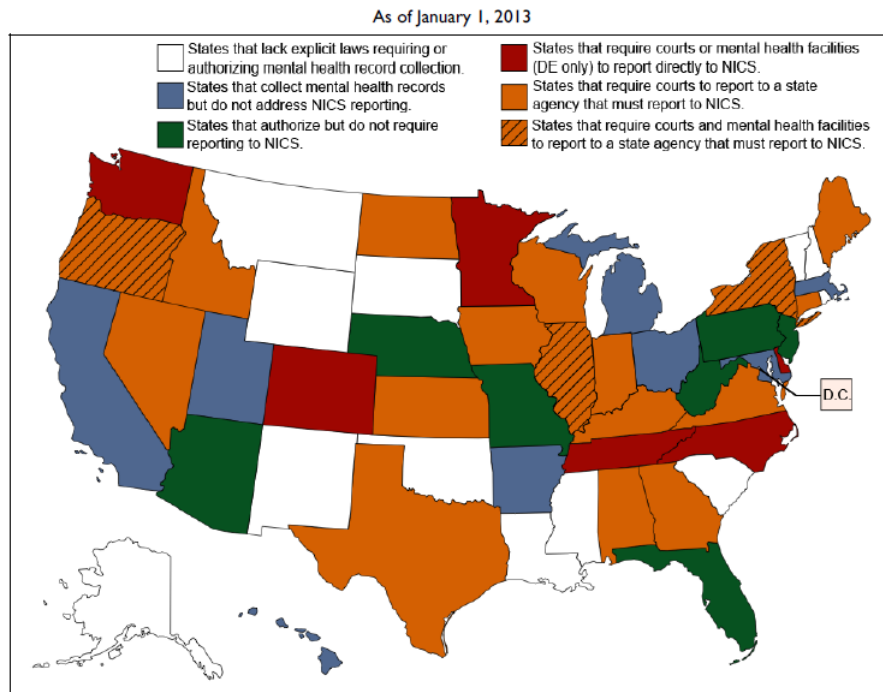 As of January 1, 2013
States that lack explicit laws requiring or
authorizing mental health record collection.
States that collect mental health records
but do not address NICS reporting.
States that authorize but do not require
reporting to NICS.
States that require courts or mental health facilities
(DE only) to report directly to NICS.
States that require courts to report to a state
agency that must report to NICS.
States that require courts and mental health facilities
to report to a state agency that must report to NICS.
D.C.